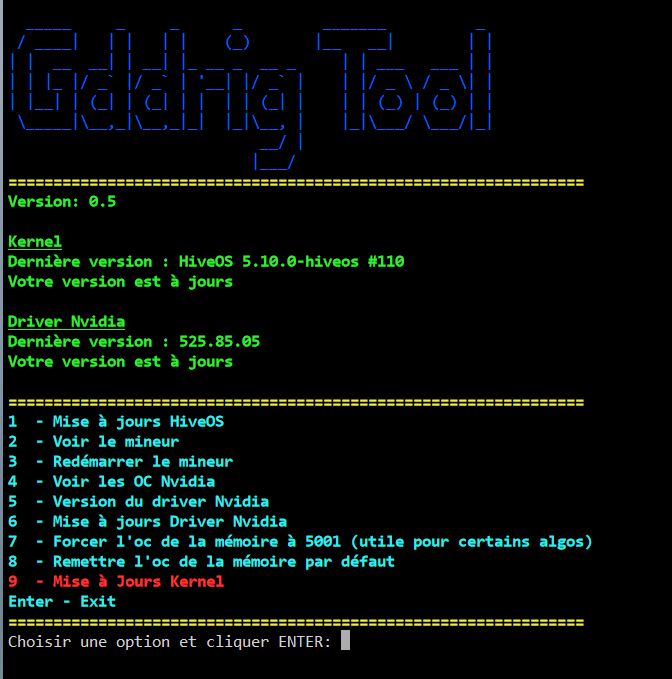 Gddrig Tool
================================================================
Version: 0.5
Kernel
Dernière version : HiveOS 5.10.0-hiveos #110
Votre version est à jours
Driver Nvidia
Dernière version : 525.85.05
Votre version est à jours
================================================================
1  - Mise à jours HiveOS
2  - Voir le mineur
3  - Redémarrer le mineur
4  - Voir les OC Nvidia
5  - Version du driver Nvidia
6  - Mise à jours Driver Nvidia
7  - Forcer l'oc de la mémoire à 5001 (utile pour certains algos)
8  - Remettre l'oc de la mémoire par défaut
9  - Mise à Jours Kernel
Enter - Exit
================================================================
Choisir une option et cliquer ENTER: